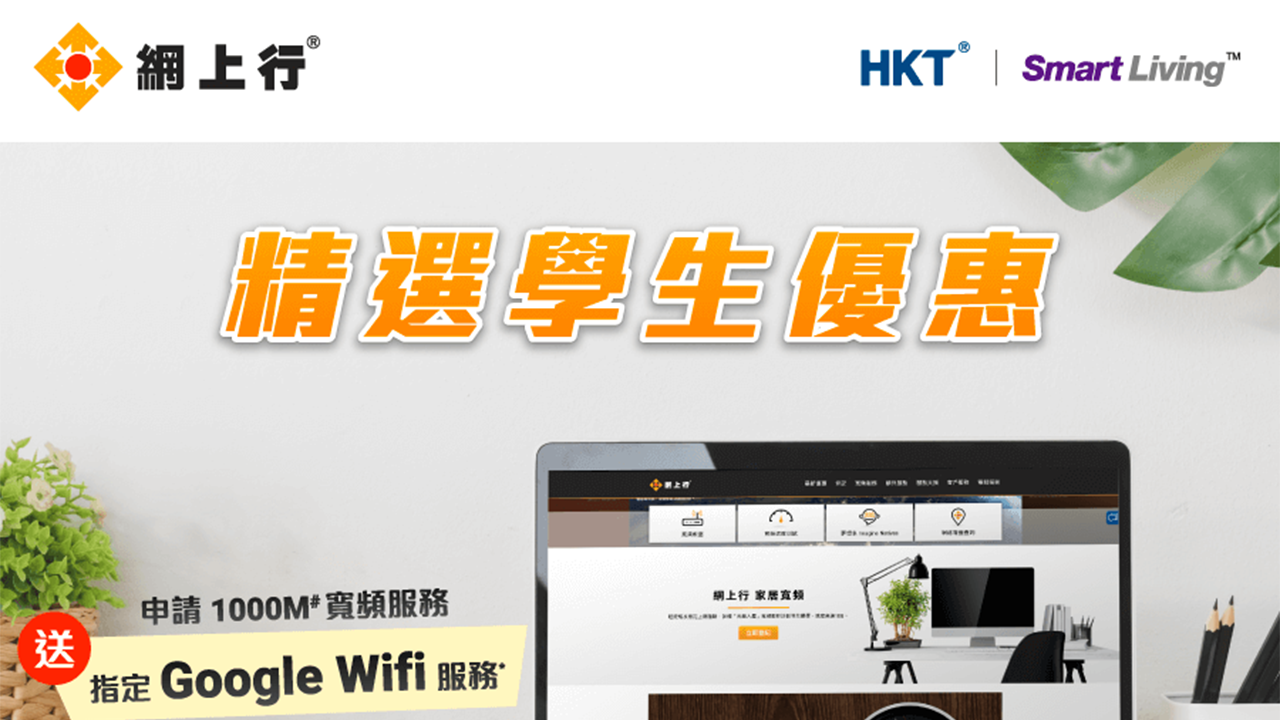 網上行®
HKT® | Smart Living™
精選學生優惠
網上行
網上行 家居寬頻
申請 1000M# 寬頻服務
送
指定 Google Wifi 服務*